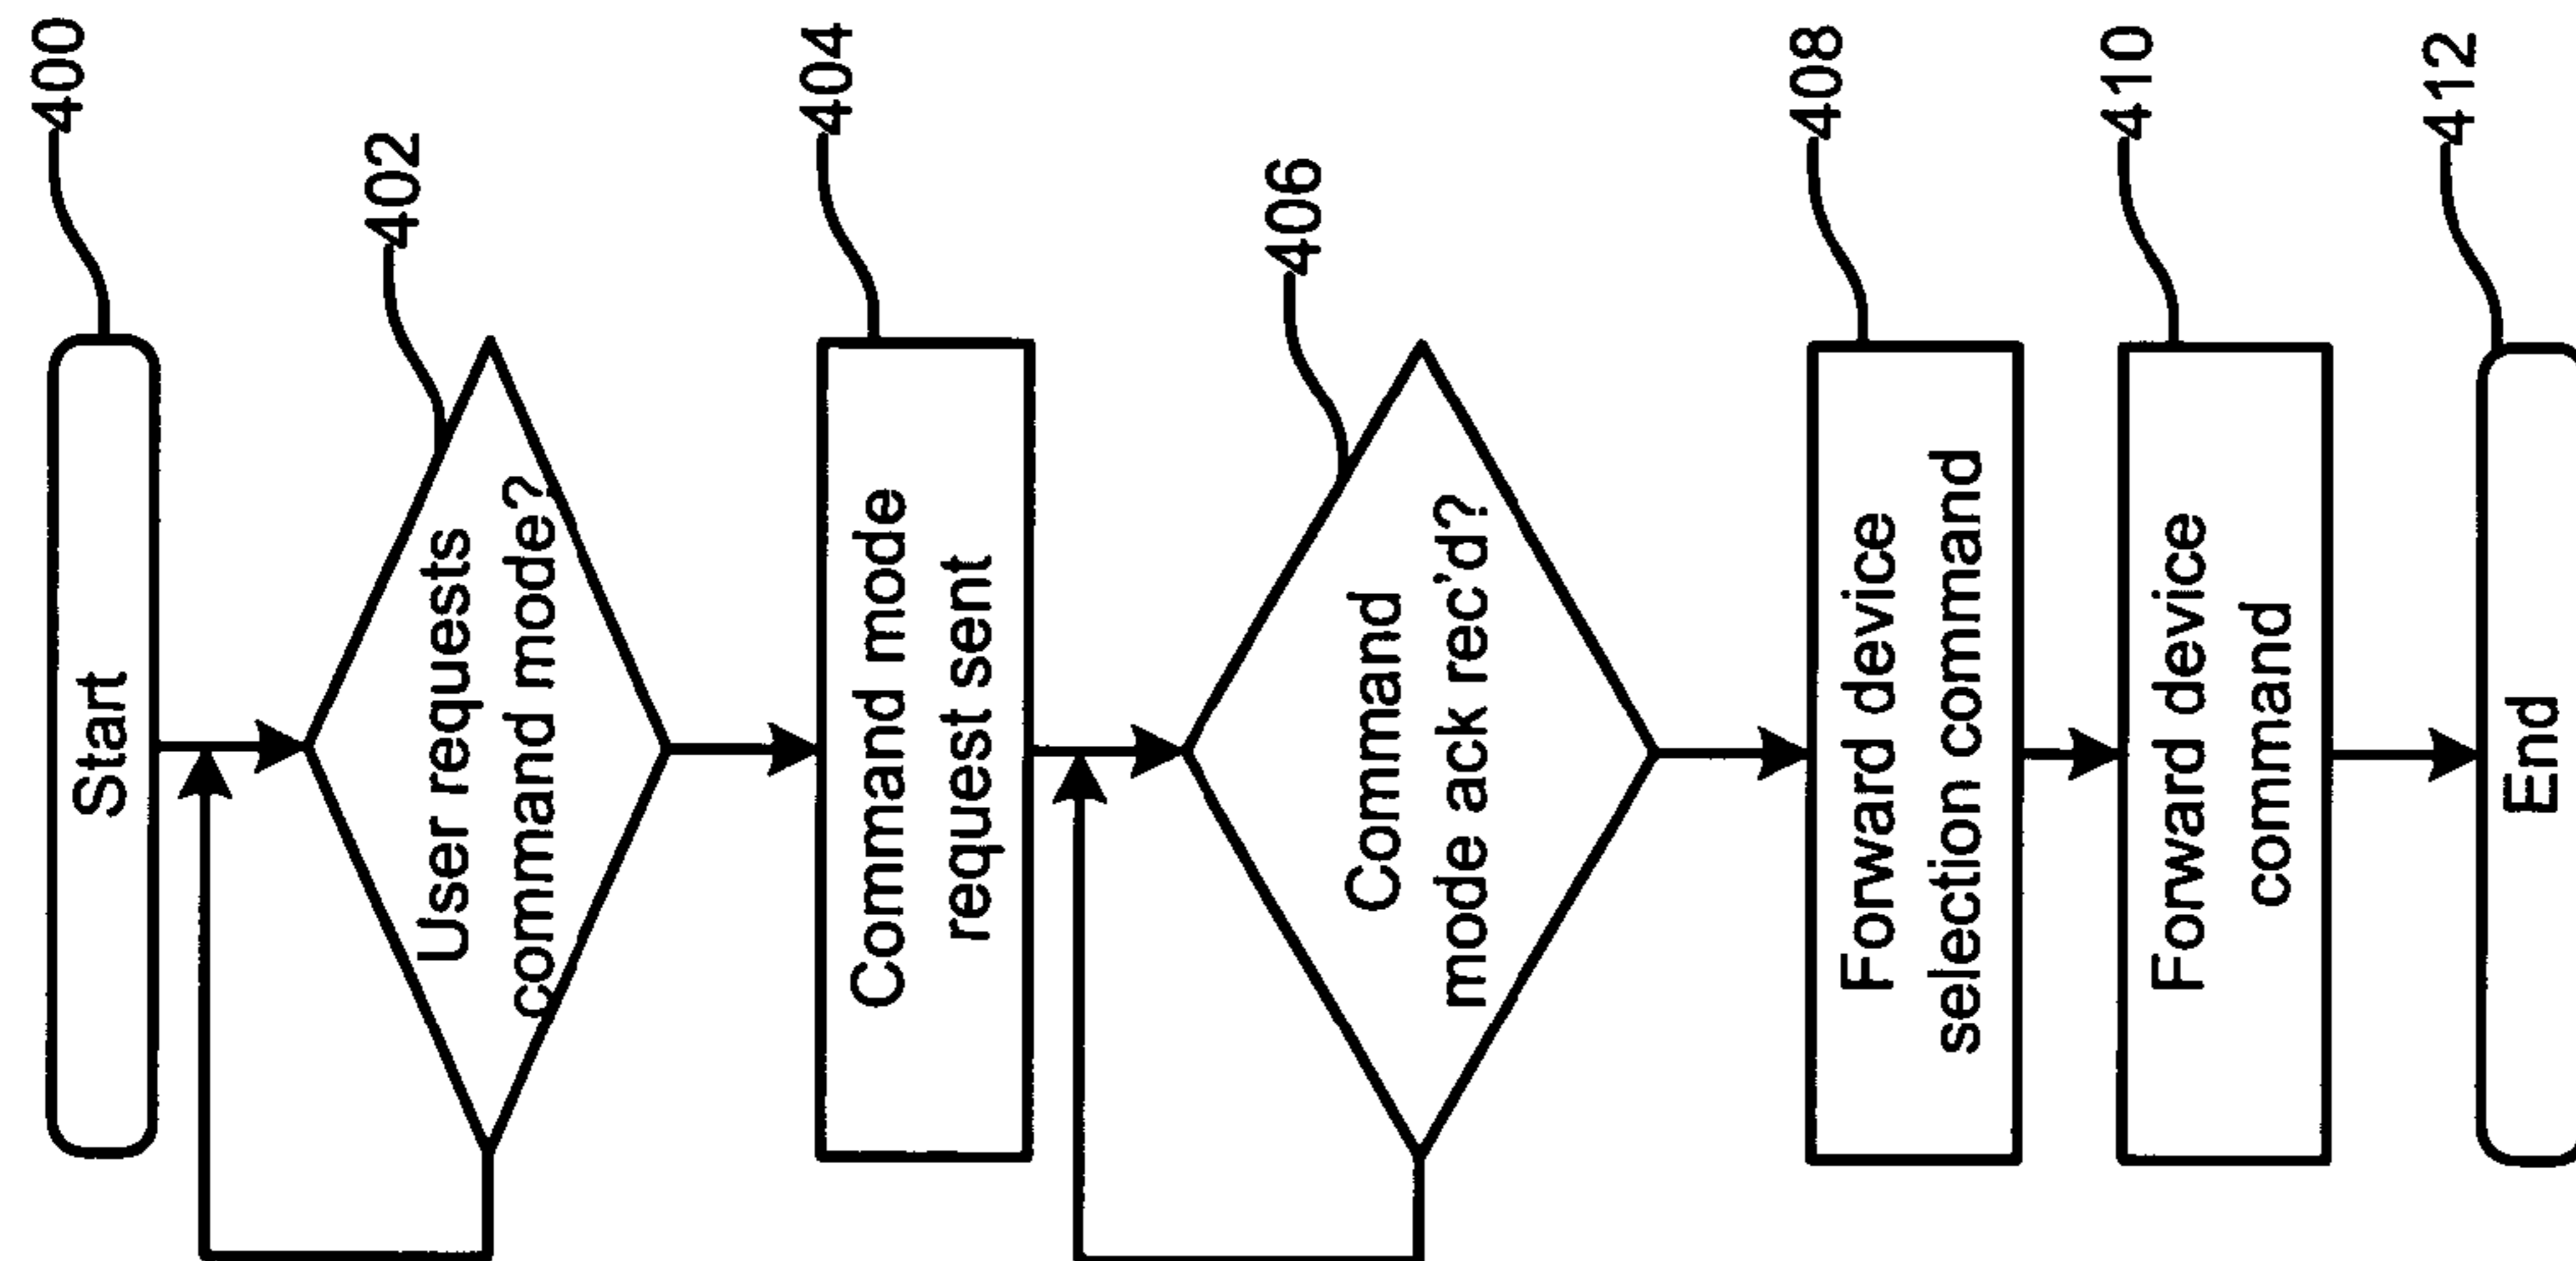 400
Start
402
User requests
command mode?
404
Command mode
request sent
406
Command
mode ack rec'd?
408
Forward device
selection command
410
Forward device
command
412
End